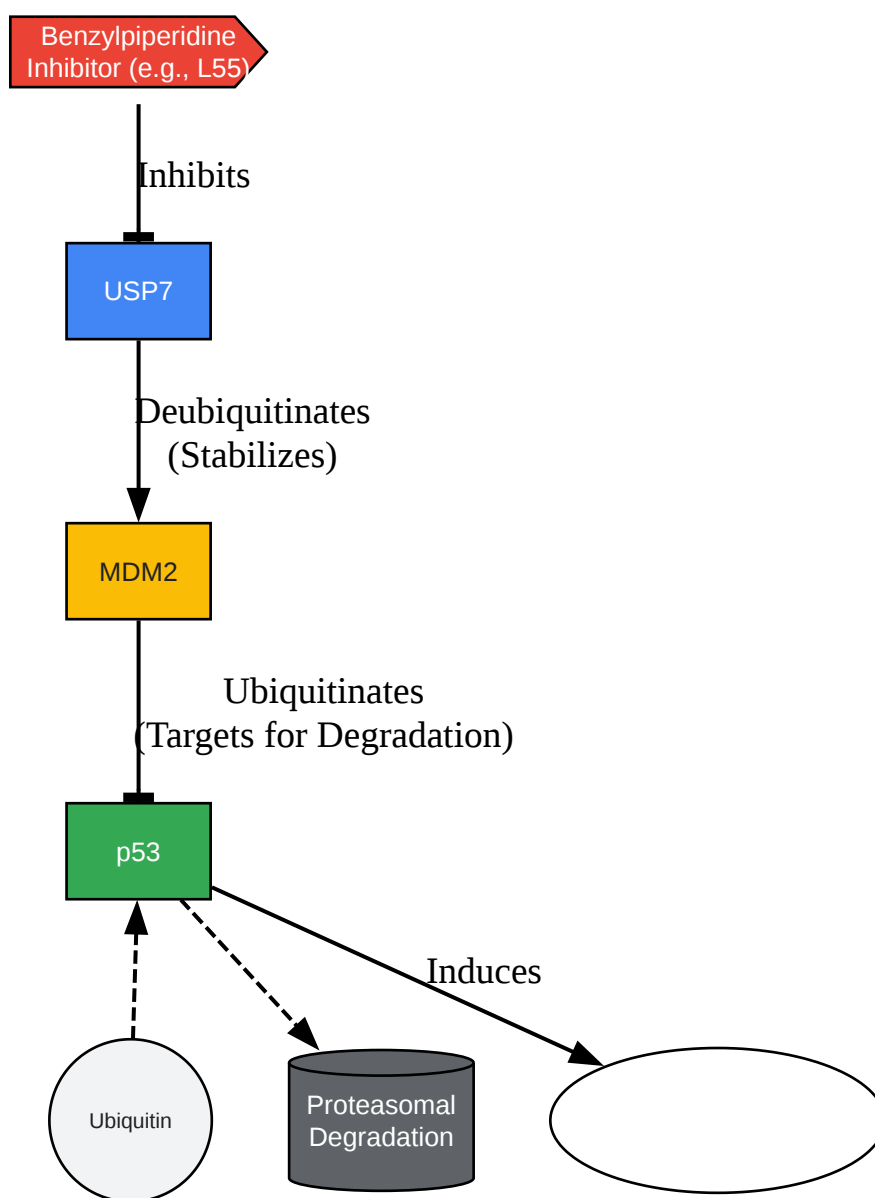 Benzylpiperidine
Inhibitor (e.g., L55)
Inhibits
USP7
Deubiquitinates
(Stabilizes)
MDM2
Ubiquitinates
(Targets for Degradation)
p53
Induces
Ubiquitin
Proteasomal
Degradation